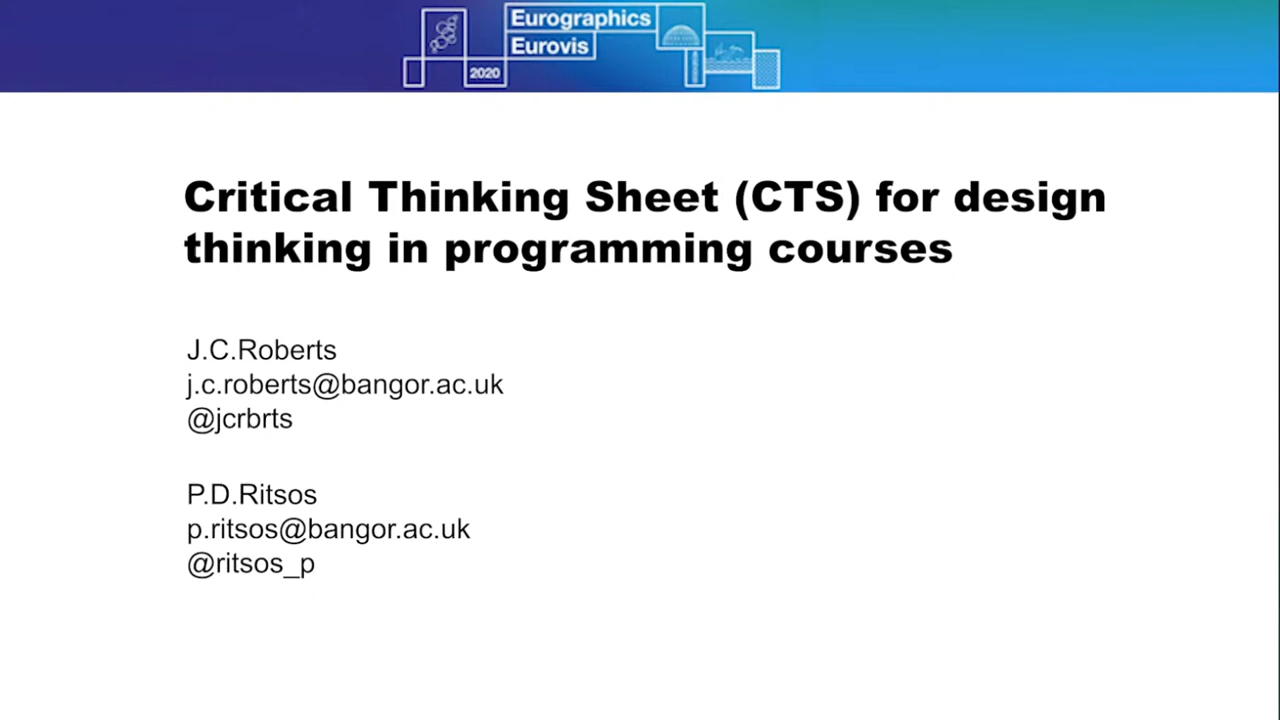 Eurographics
Eurovis
2020
Critical Thinking Sheet (CTS) for design
thinking in programming courses
J.C.Roberts
j.c.roberts@bangor.ac.uk
@jcrbrts
P.D.Ritsos
p.ritsos@bangor.ac.uk
@ritsos_p